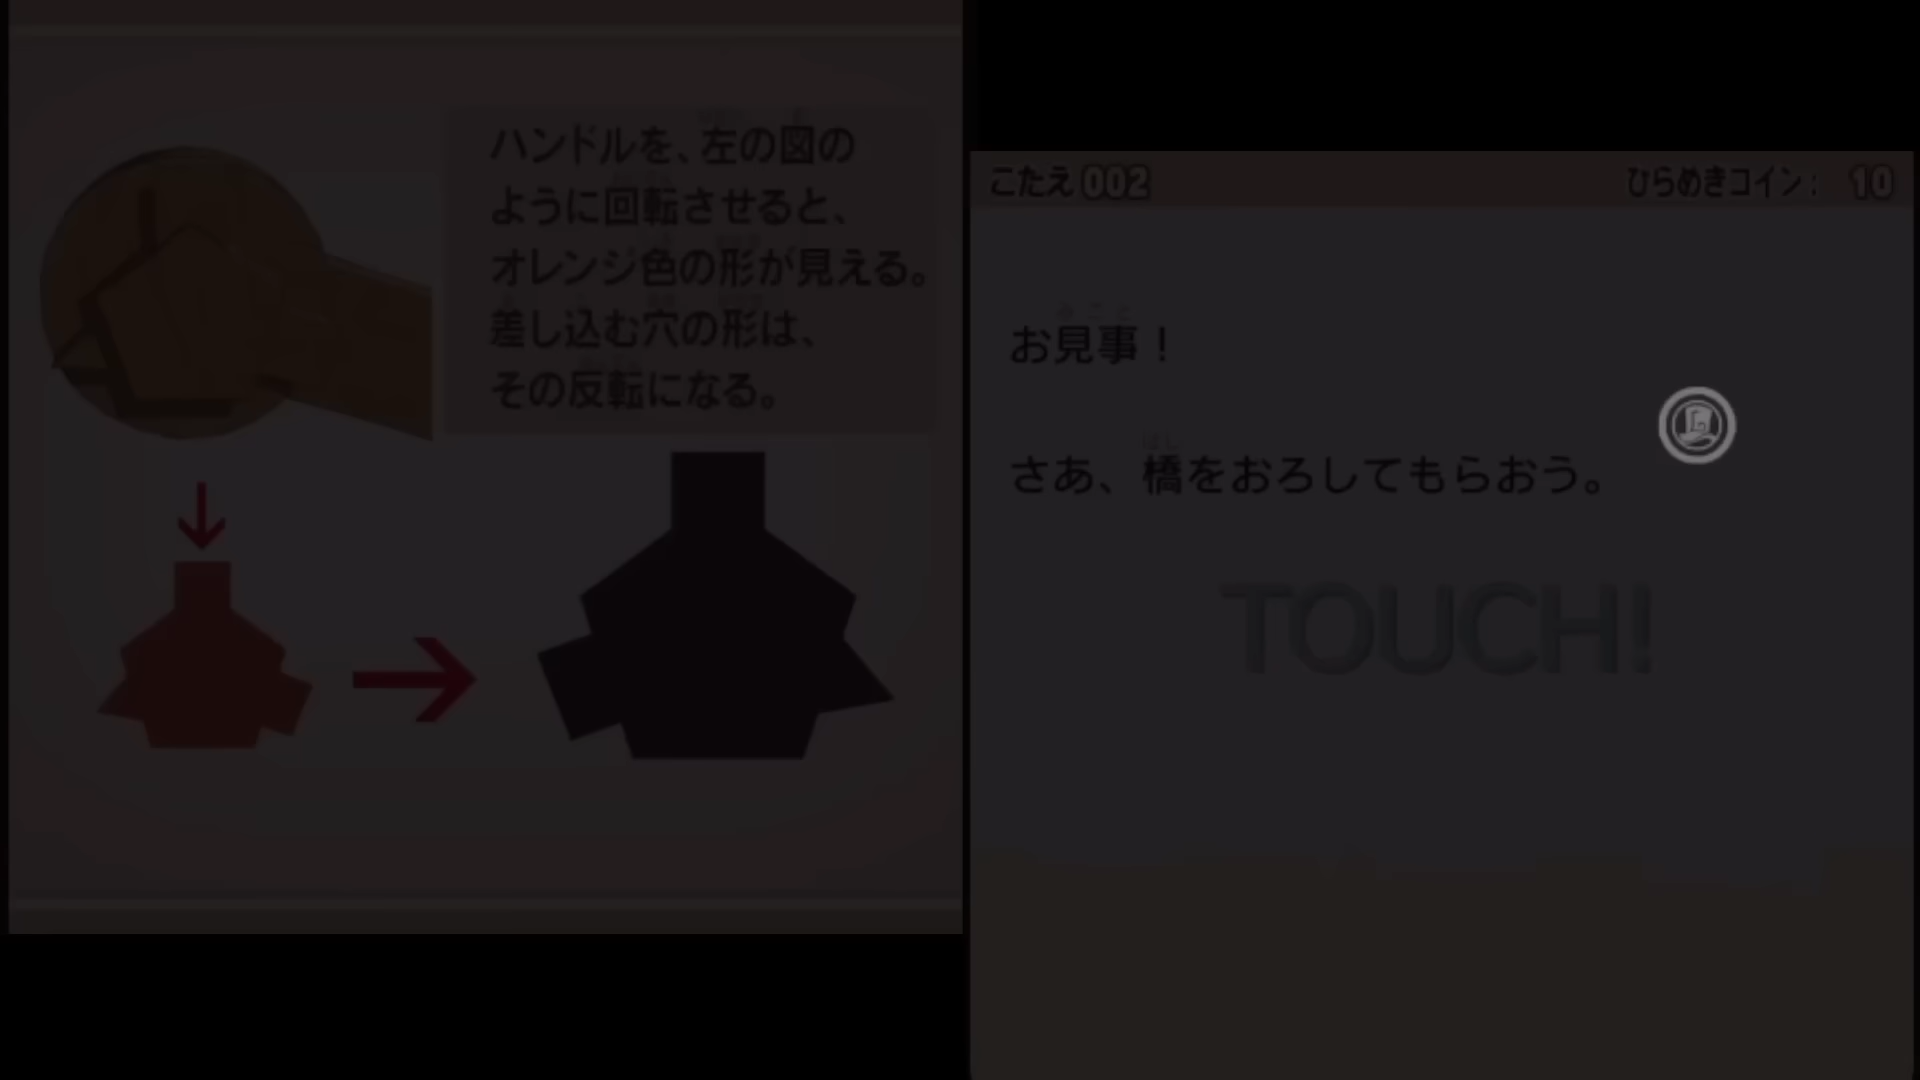 ハンドルを、左の図の
ように回転させると、
オレンジ色の形が見える。
差し込む穴の形は、
その反転になる。
こたえ002
ひらめきコイン: 10
お見事！
さあ、橋をおろしてもらおう。
TOUCH!